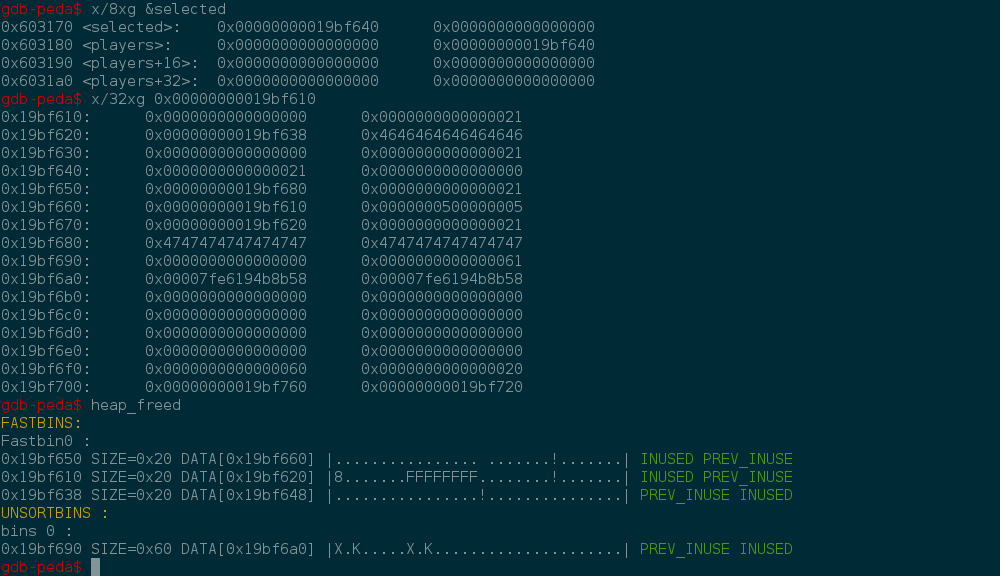 gdb-peda$ x/8xg &selected
0x603170 <selected>:    0x00000000019bf640      0x0000000000000000
0x603180 <players>:     0x0000000000000000      0x00000000019bf640
0x603190 <players+16>:  0x0000000000000000      0x0000000000000000
0x6031a0 <players+32>:  0x0000000000000000      0x0000000000000000
gdb-peda$ x/32xg 0x00000000019bf610
0x19bf610:      0x0000000000000000      0x0000000000000021
0x19bf620:      0x00000000019bf638      0x4646464646464646
0x19bf630:      0x0000000000000000      0x0000000000000021
0x19bf640:      0x0000000000000021      0x0000000000000000
0x19bf650:      0x00000000019bf680      0x0000000000000021
0x19bf660:      0x00000000019bf610      0x0000000500000005
0x19bf670:      0x00000000019bf620      0x0000000000000021
0x19bf680:      0x4747474747474747      0x4747474747474747
0x19bf690:      0x0000000000000000      0x0000000000000061
0x19bf6a0:      0x00007fe6194b8b58      0x00007fe6194b8b58
0x19bf6b0:      0x0000000000000000      0x0000000000000000
0x19bf6c0:      0x0000000000000000      0x0000000000000000
0x19bf6d0:      0x0000000000000000      0x0000000000000000
0x19bf6e0:      0x0000000000000000      0x0000000000000000
0x19bf6f0:      0x0000000000000060      0x0000000000000020
0x19bf700:      0x00000000019bf760      0x00000000019bf720
gdb-peda$ heap_freed
FASTBINS:
Fastbin0 :
0x19bf650 SIZE=0x20 DATA[0x19bf660] |................ .......!.......| INUSED PREV_INUSE
0x19bf610 SIZE=0x20 DATA[0x19bf620] |8.......FFFFFFFF........!.......| INUSED PREV_INUSE
0x19bf638 SIZE=0x20 DATA[0x19bf648] |................!...............| PREV_INUSE INUSED
UNSORTBINS :
bins 0 :
0x19bf690 SIZE=0x60 DATA[0x19bf6a0] |X.K.....X.K.....................| PREV_INUSE INUSED
gdb-peda$